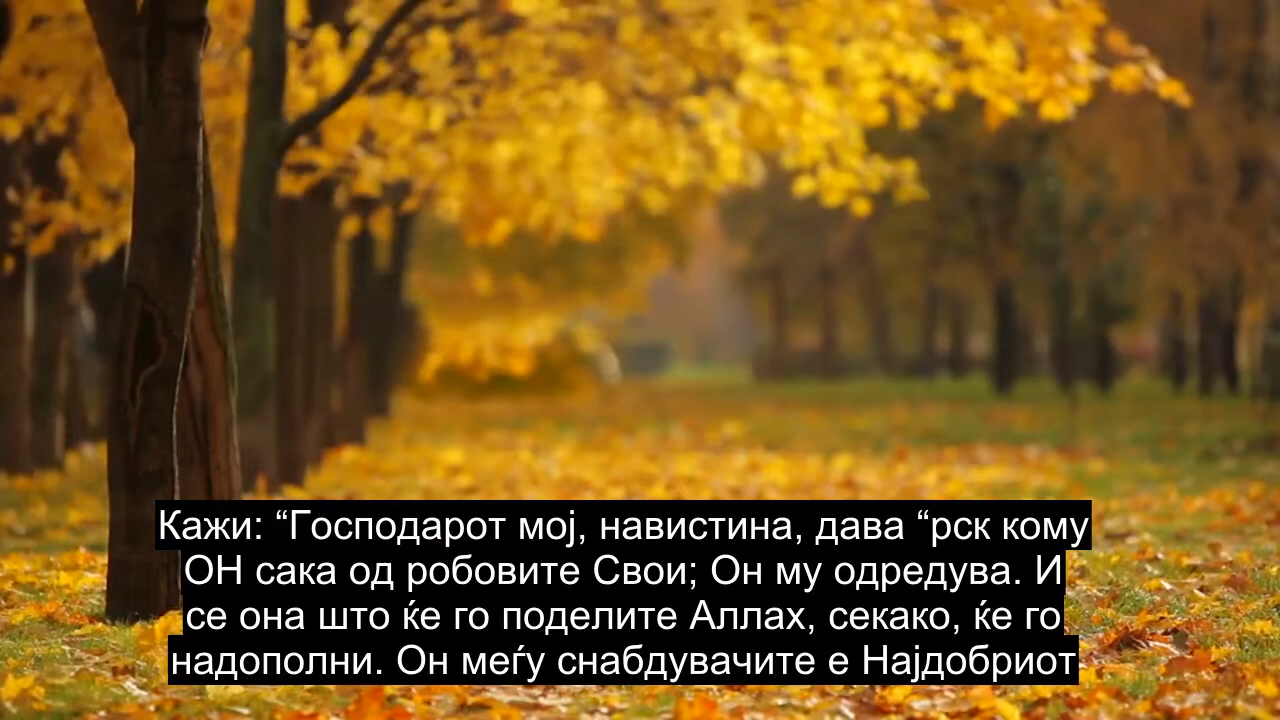 Кажи: “Господарот мој, навистина, дава “рск кому
ОН сака од робовите Свои; Он му одредува. И
се она што ќе го поделите Аллах, секако, ќе го
надополни. Он меѓу снабдувачите е Најдобриот